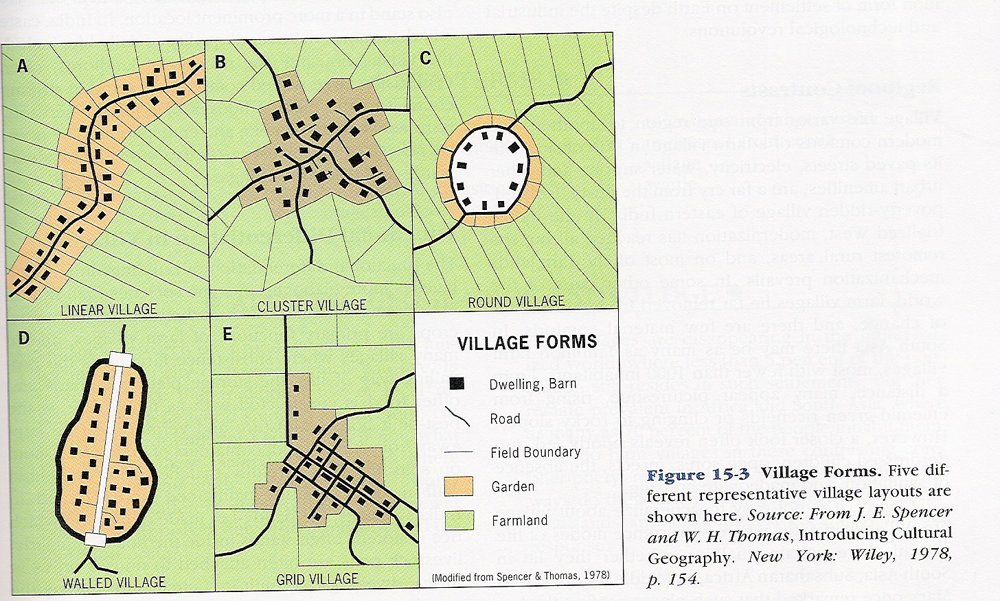 A
B
C
LINEAR VILLAGE
CLUSTER VILLAGE
ROUND VILLAGE
D
E
VILLAGE FORMS
Dwelling, Barn
Road
Field Boundary
Garden
Farmland
WALLED VILLAGE
GRID VILLAGE
(Modified from Spencer & Thomas, 1978)
Figure 15-3 Village Forms. Five dif-
ferent representative village layouts are
shown here. Source: From J. E. Spencer
and W. H. Thomas, Introducing Cultural
Geography. New York: Wiley, 1978,
p. 154.